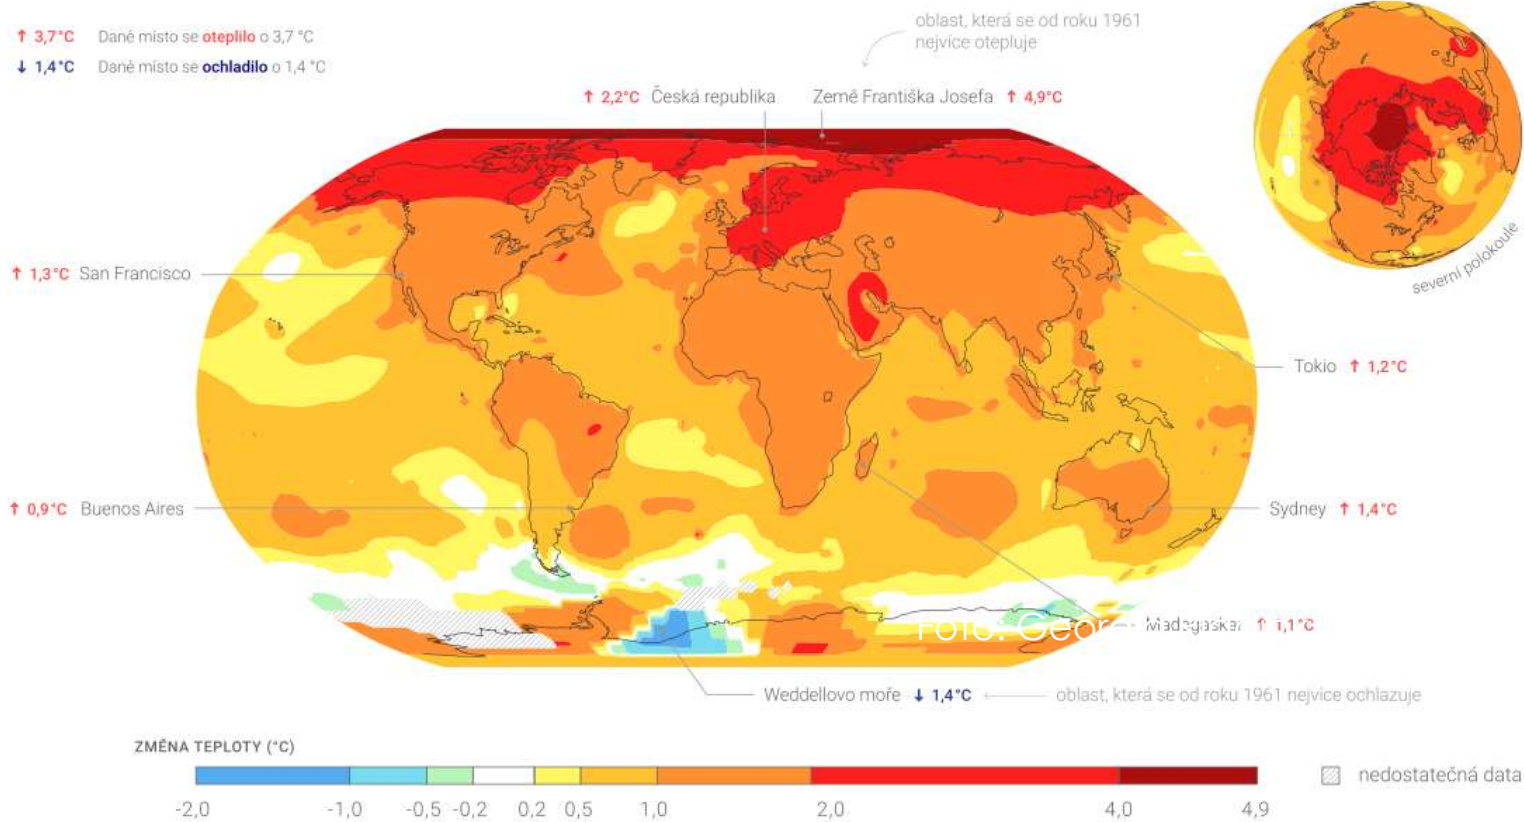 ↑ 3,7°C Dané místo se oteplilo o 3,7 °C
↓ 1,4°C Dané místo se ochladilo o 1,4 °C
oblast, která se od roku 1961
nejvíce otepluje
↑ 2,2°C Česká republika
Země Františka Josefa ↑ 4,9°C
severní polokoule
↑ 1,3°C San Francisco
Tokio ↑ 1,2°C
↑ 0,9°C Buenos Aires
Sydney ↑ 1,4°C
Madagaskar ↑ 1,1°C
Foto: Geor
Weddellovo moře ↓ 1,4°C
oblast, která se od roku 1961 nejvíce ochlazuje
ZMĚNA TEPLOTY (°C)
-2,0 -1,0 -0,5 -0,2 0,2 0,5 1,0 2,0 4,0 4,9
nedostatečná data